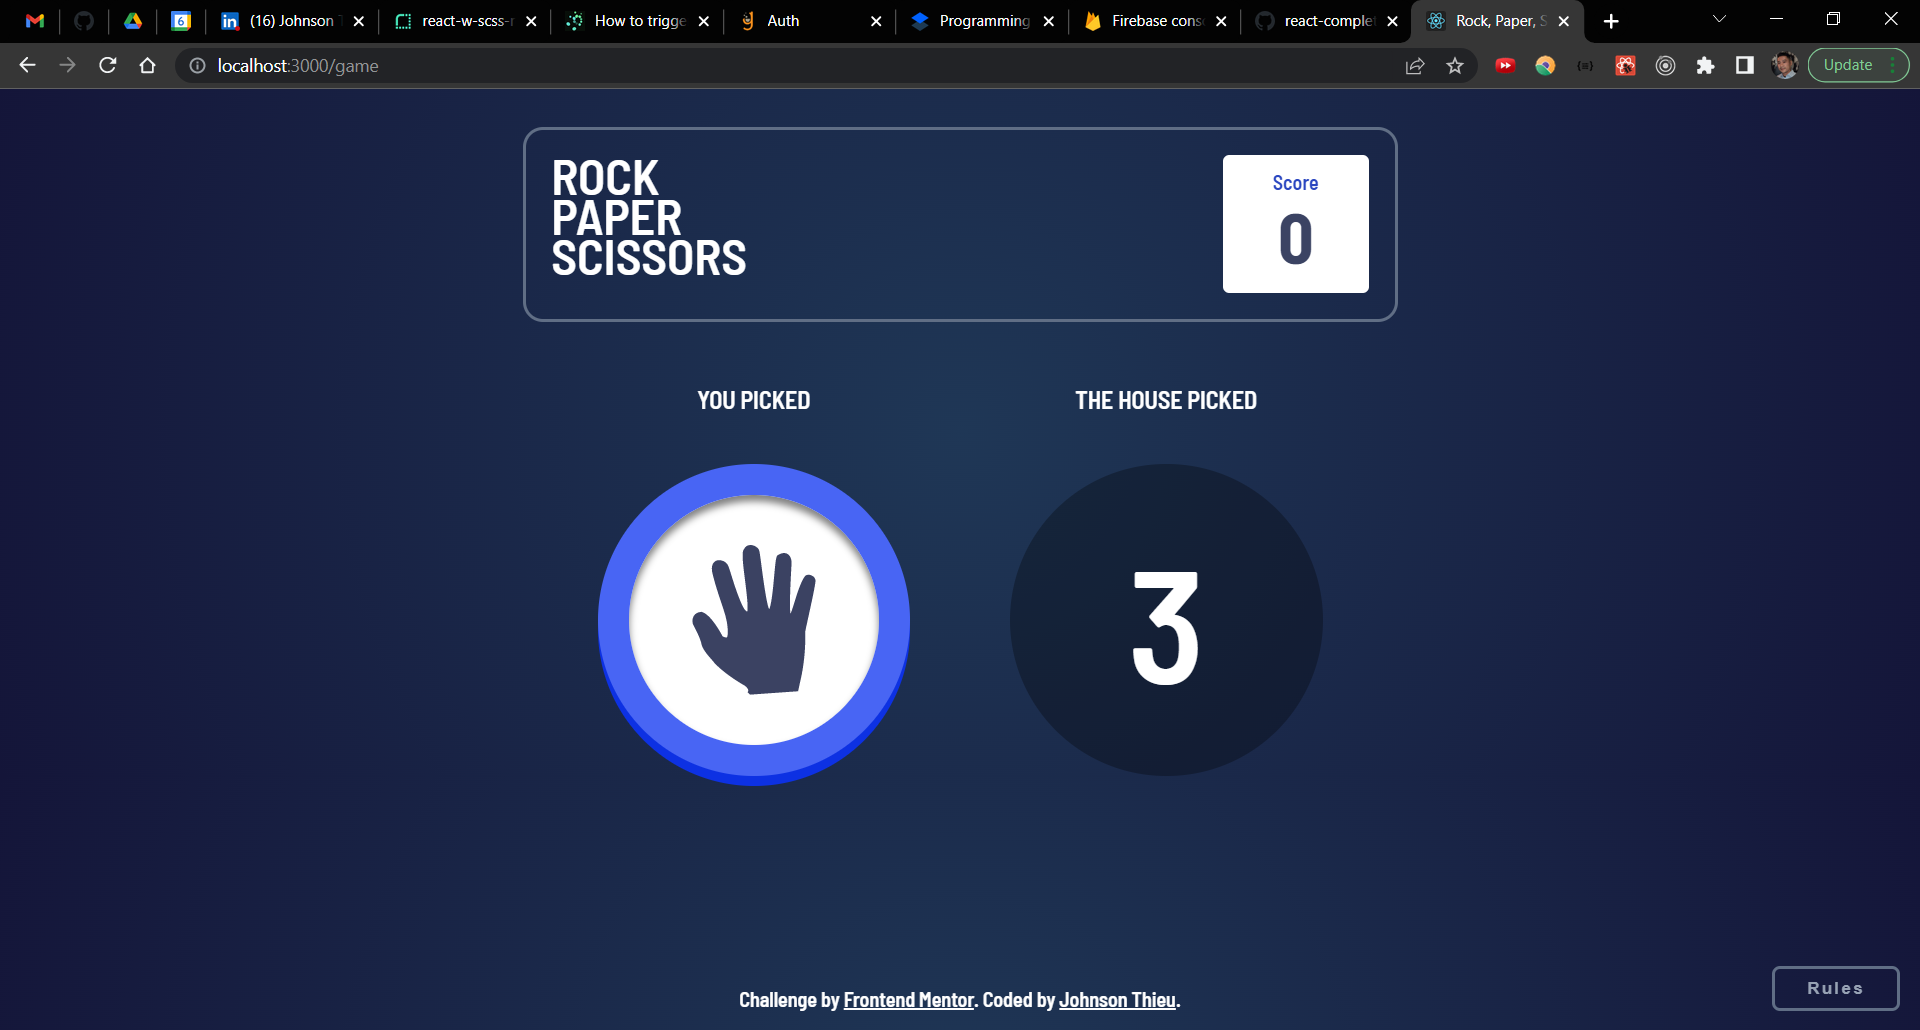 6
(16) Johnson
react-w-scss-
How to trigge
Auth
Programming
Firebase cons
react-complet
Rock, Paper, S
localhost:3000/game
Update
ROCK
PAPER
SCISSORS
Score
0
YOU PICKED
THE HOUSE PICKED
3
Challenge by Frontend Mentor. Coded by Johnson Thieu.
Rules